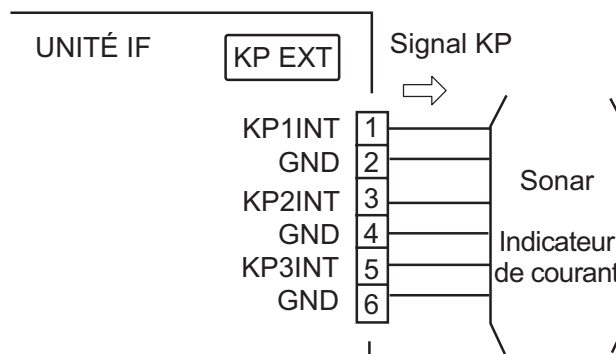 UNITÉ IF
KP EXT
Signal KP
KP1INT 1
GND 2
KP2INT 3
GND 4
KP3INT 5
GND 6
Sonar
Indicateur
de courant